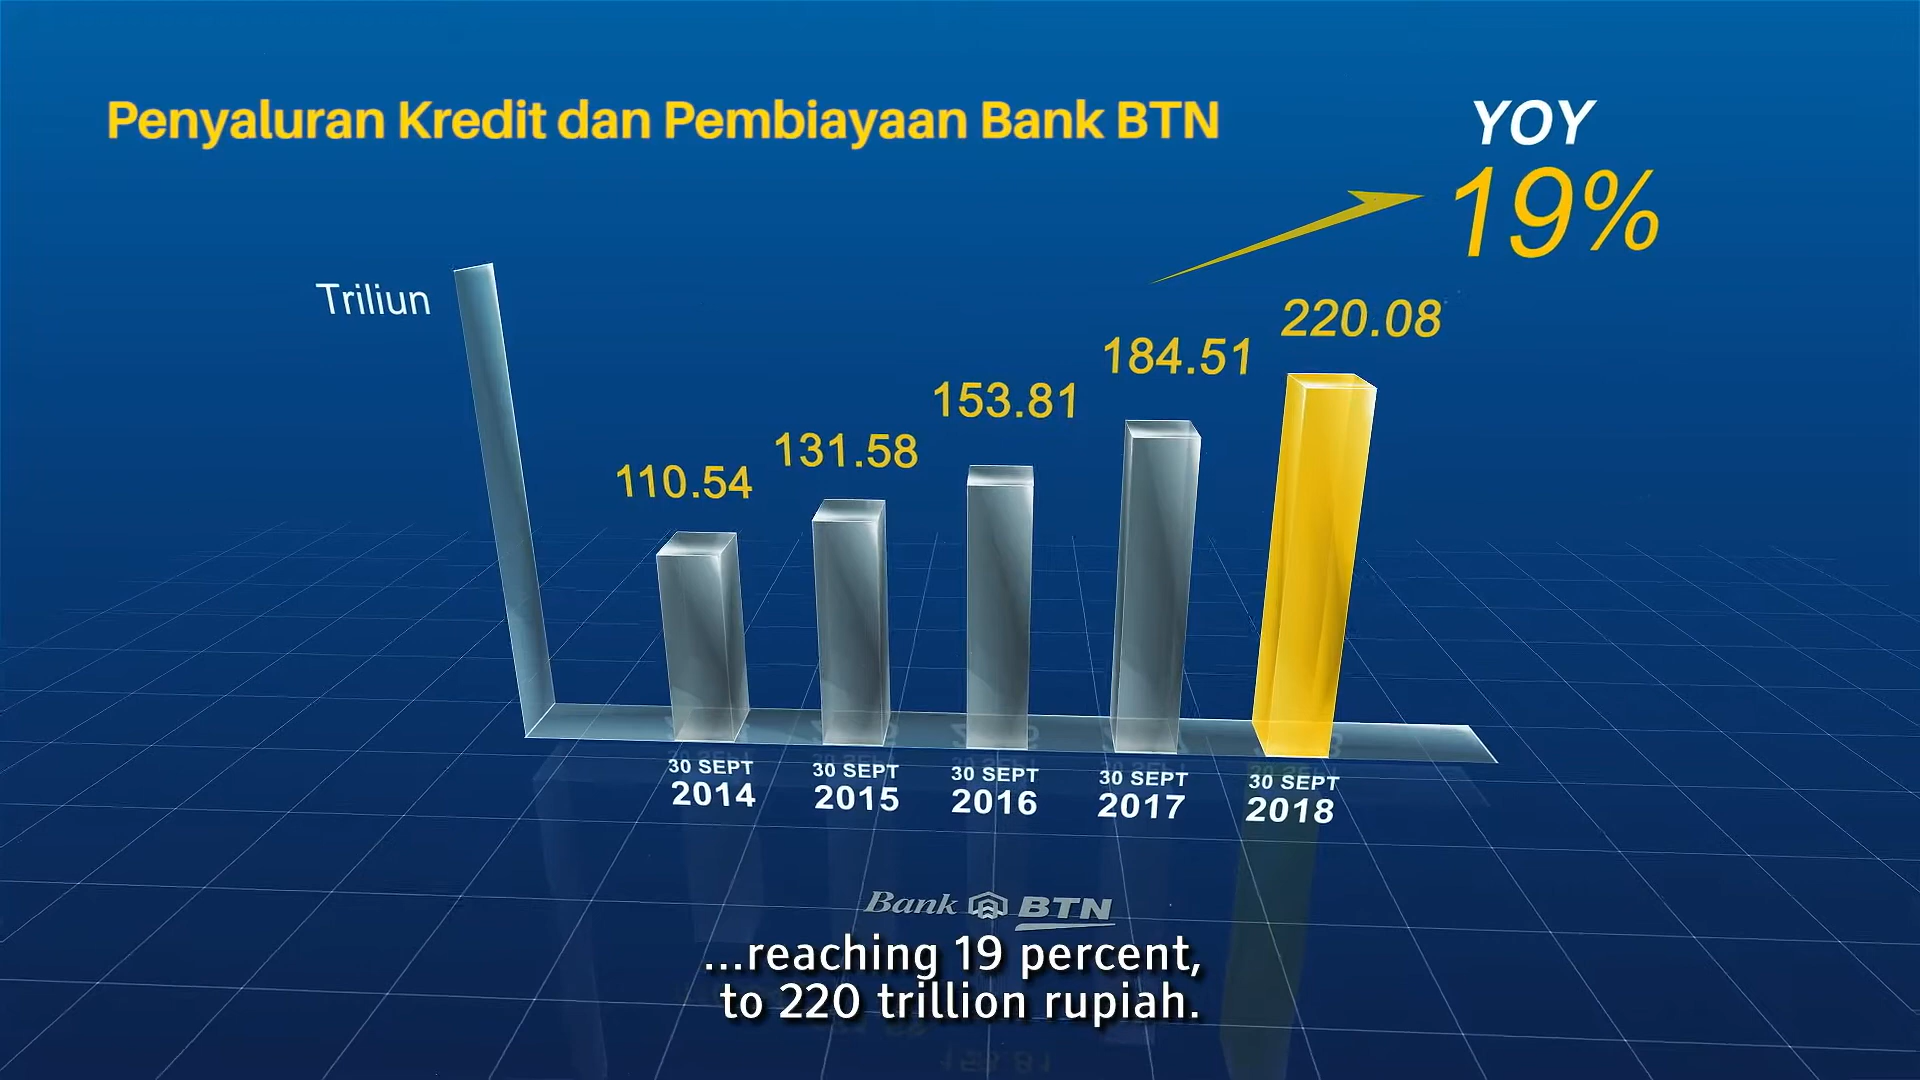 Penyaluran Kredit dan Pembiayaan Bank BTN
YOY
19%
Triliun
110.54
131.58
153.81
184.51
220.08
30 SEPT
2014
30 SEPT
2015
30 SEPT
2016
30 SEPT
2017
30 SEPT
2018
Bank BTN
...reaching 19 percent,
to 220 trillion rupiah.